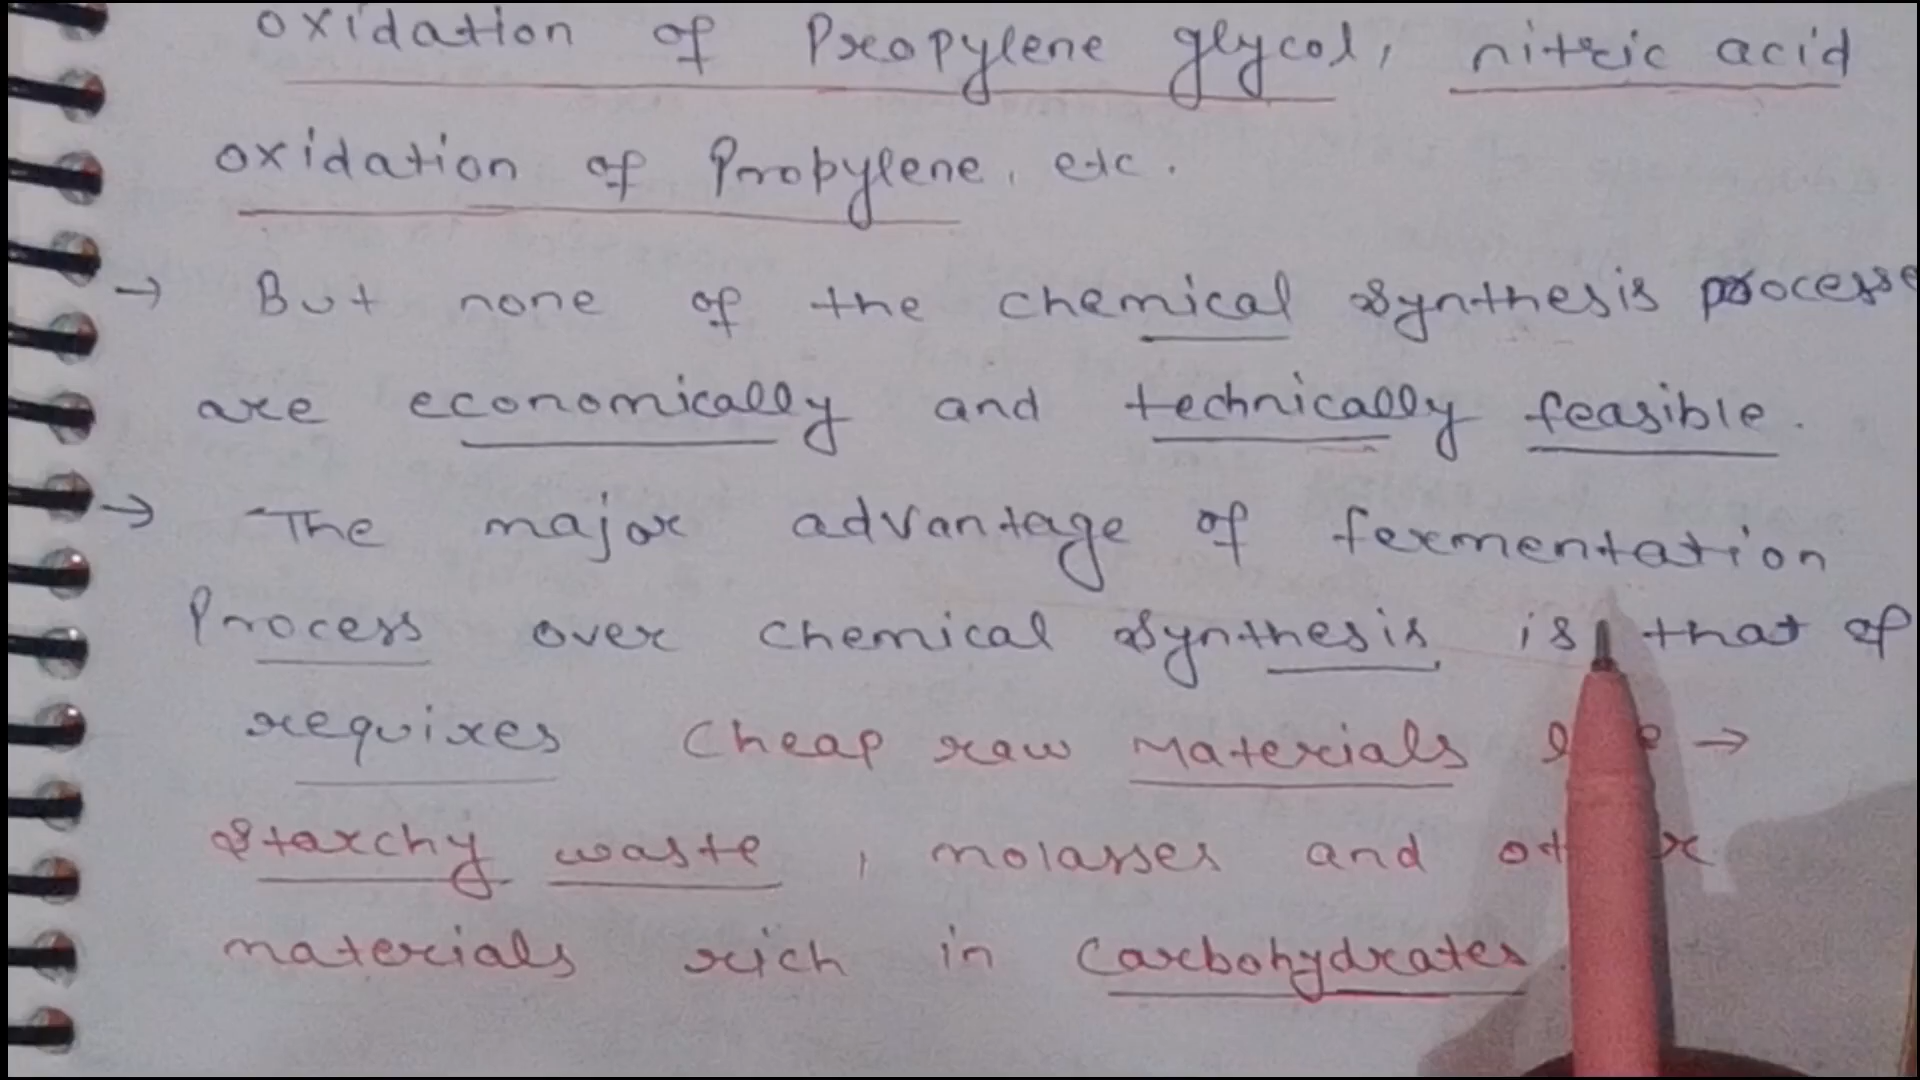 oxidation of Propylene glycol, nitric acid
oxidation of Propylene, etc.
→ But none of the chemical synthesis processe
are economically and technically feasible.
→ The major advantage of fermentation
Process over chemical synthesis is that of
requires cheap raw materials →
starchy waste, molasses and
materials rich in carbohydrates.